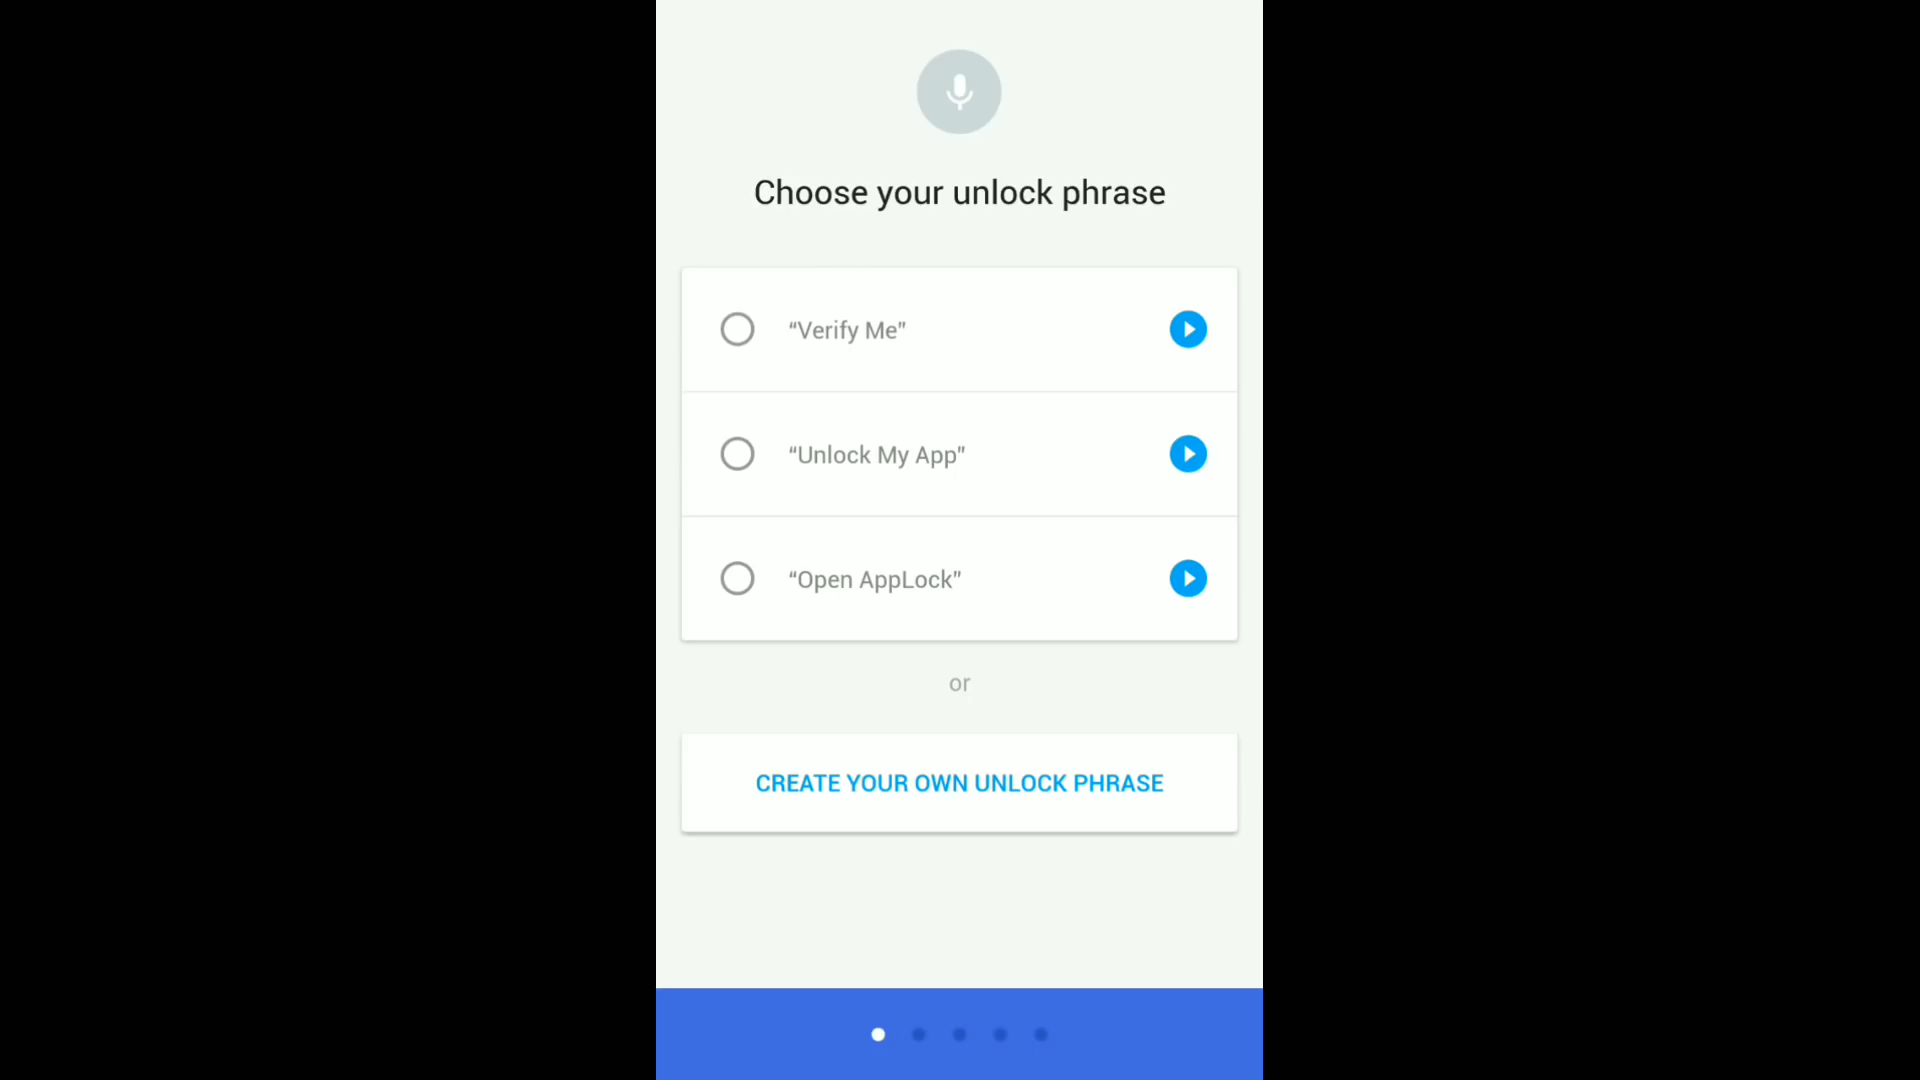 Choose your unlock phrase
“Verify Me”
“Unlock My App”
“Open AppLock”
or
CREATE YOUR OWN UNLOCK PHRASE